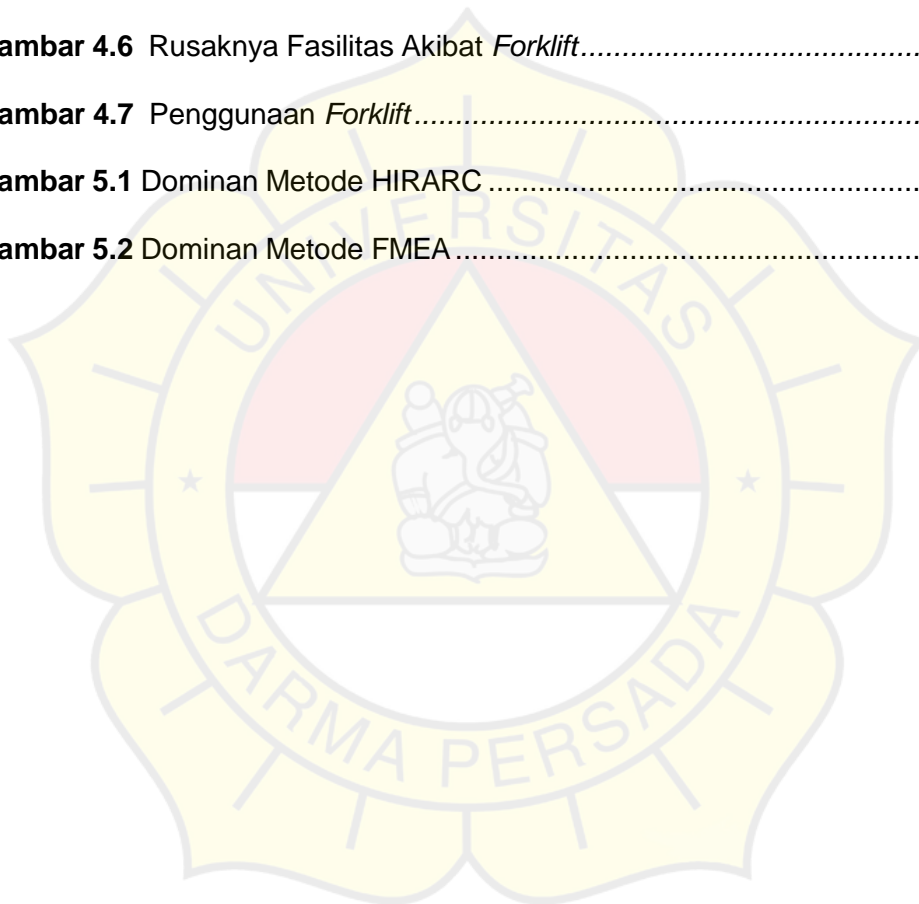 ambar 4.6  Rusaknya Fasilitas Akibat Forklift.......................................
ambar 4.7  Penggunaan Forklift..............................................................
ambar 5.1 Dominan Metode HIRARC ....................................................
ambar 5.2 Dominan Metode FMEA .........................................................
UNIVERSITAS
DARMA PERSADA